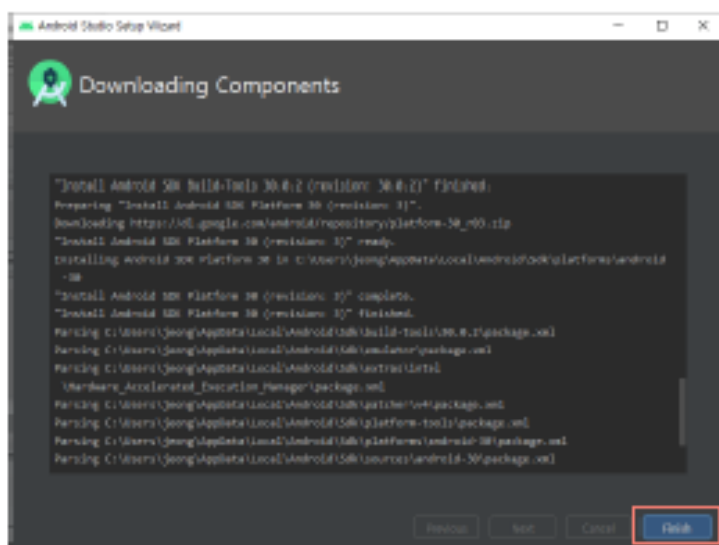 Android Studio Setup Wizard
Downloading Components
"Install Android SDK Build-Tools 30.0.2 (revision: 30.0.2)" finished.
Preparing "Install Android SDK Platform 30 (revision: 3)".
Downloading https://dl.google.com/android/repository/platform-30_r03.zip
"Install Android SDK Platform 30 (revision: 3)" ready.
Installing Android SDK Platform 30 in C:\Users\jeong\AppData\Local\Android\Sdk\platforms\android
-30
"Install Android SDK Platform 30 (revision: 3)" complete.
"Install Android SDK Platform 30 (revision: 3)" finished.
Parsing C:\Users\jeong\AppData\Local\Android\Sdk\build-tools\30.0.2\package.xml
Parsing C:\Users\jeong\AppData\Local\Android\Sdk\emulator\package.xml
Parsing C:\Users\jeong\AppData\Local\Android\Sdk\extras\intel
\Hardware_Accelerated_Execution_Manager\package.xml
Parsing C:\Users\jeong\AppData\Local\Android\Sdk\patcher\v4\package.xml
Parsing C:\Users\jeong\AppData\Local\Android\Sdk\platform-tools\package.xml
Parsing C:\Users\jeong\AppData\Local\Android\Sdk\platforms\android-30\package.xml
Parsing C:\Users\jeong\AppData\Local\Android\Sdk\sources\android-30\package.xml
Previous Next Cancel Finish